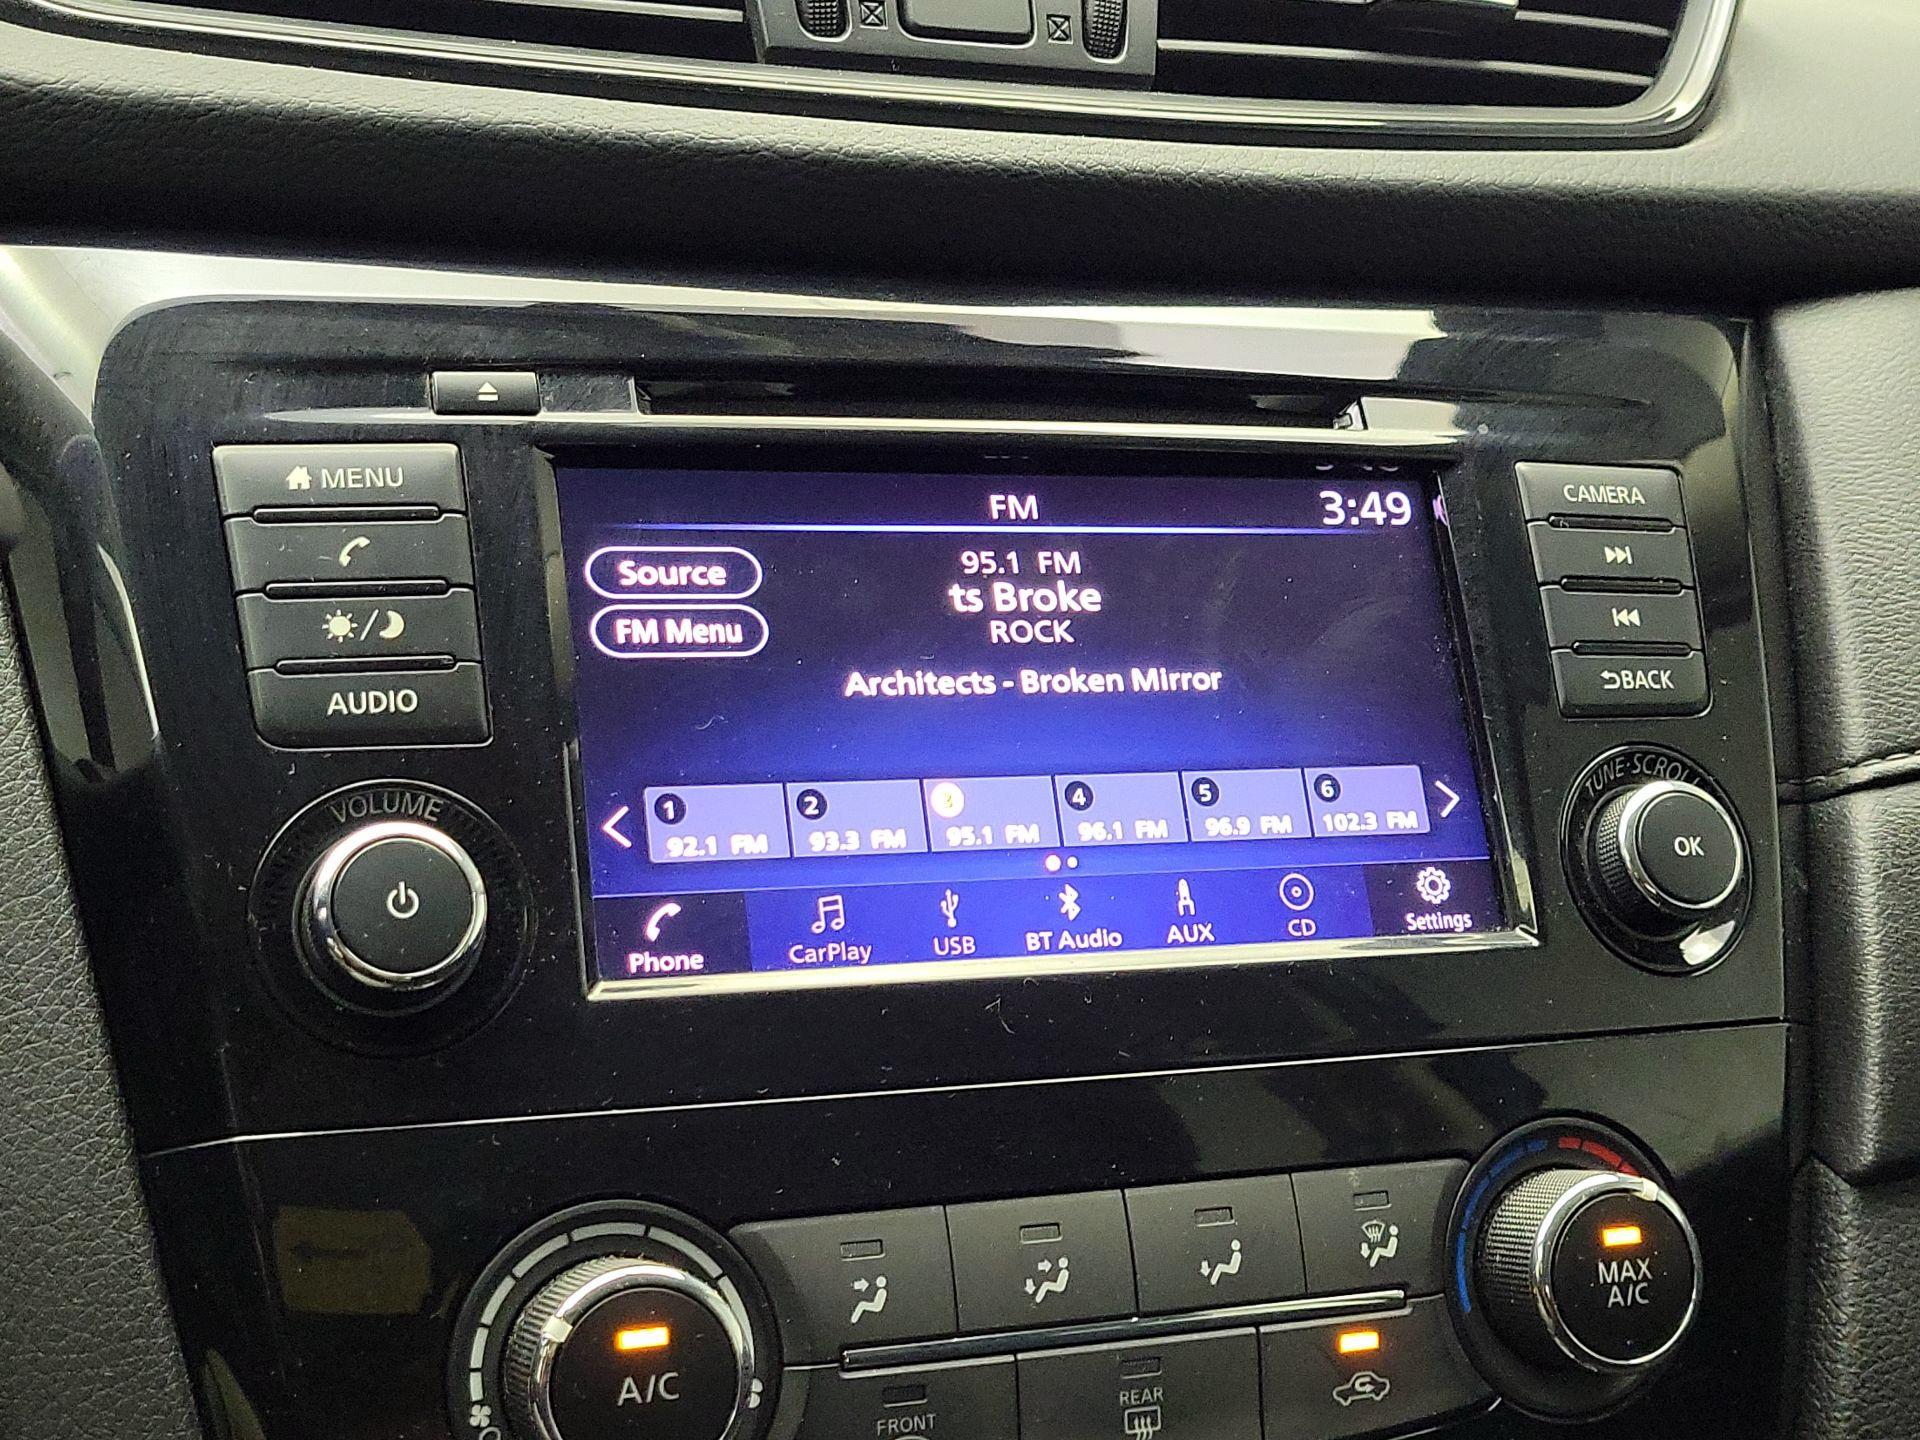 MENU
AUDIO
VOLUME
FM
3:49
Source
95.1 FM
ts Broke
FM Menu
ROCK
Architects - Broken Mirror
1
2
3
4
5
6
92.1 FM
93.3 FM
95.1 FM
96.1 FM
96.9 FM
102.3 FM
Phone
CarPlay
USB
BT Audio
AUX
CD
Settings
CAMERA
BACK
TUNE·SCROLL
OK
MAX
A/C
A/C
FRONT
REAR